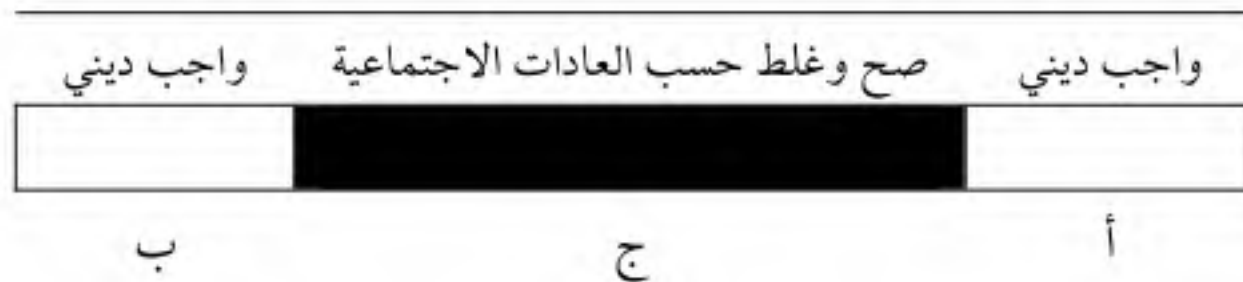 واجب ديني صح وغلط حسب العادات الاجتماعية واجب ديني
أ ج ب